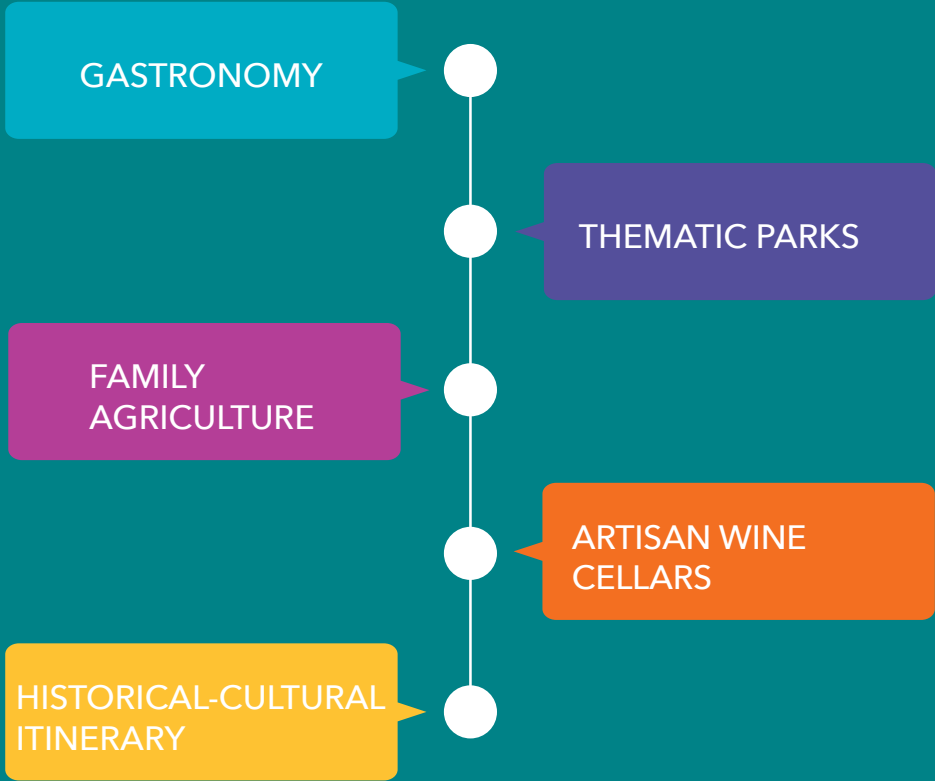 GASTRONOMY
THEMATIC PARKS
FAMILY
AGRICULTURE
ARTISAN WINE
CELLARS
HISTORICAL-CULTURAL
ITINERARY